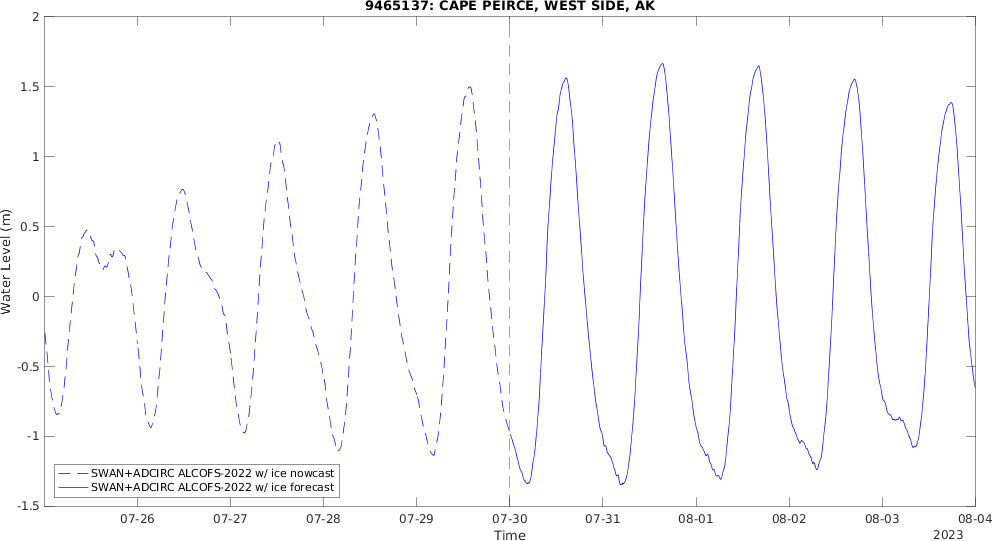 9465137: CAPE PEIRCE, WEST SIDE, AK
2
1.5
1
0.5
0
-0.5
-1
-1.5
Water Level (m)
SWAN+ADCIRC ALCOFS-2022 w/ ice nowcast
SWAN+ADCIRC ALCOFS-2022 w/ ice forecast
07-26 07-27 07-28 07-29 07-30 07-31 08-01 08-02 08-03 08-04
Time
2023